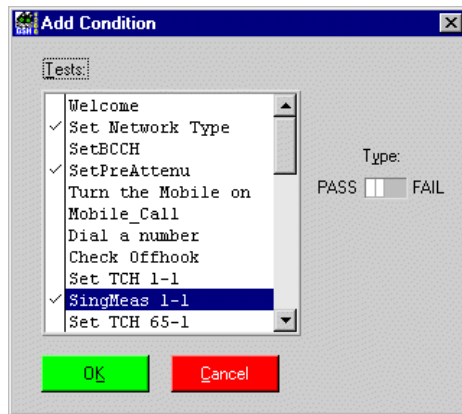 GSM
Add Condition
Tests:
Welcome
Set Network Type
SetBCCH
SetPreAttenu
Turn the Mobile on
Mobile_Call
Dial a number
Check Offhook
Set TCH 1-1
SingMeas 1-1
Set TCH 65-1
Type:
PASS FAIL
OK Cancel